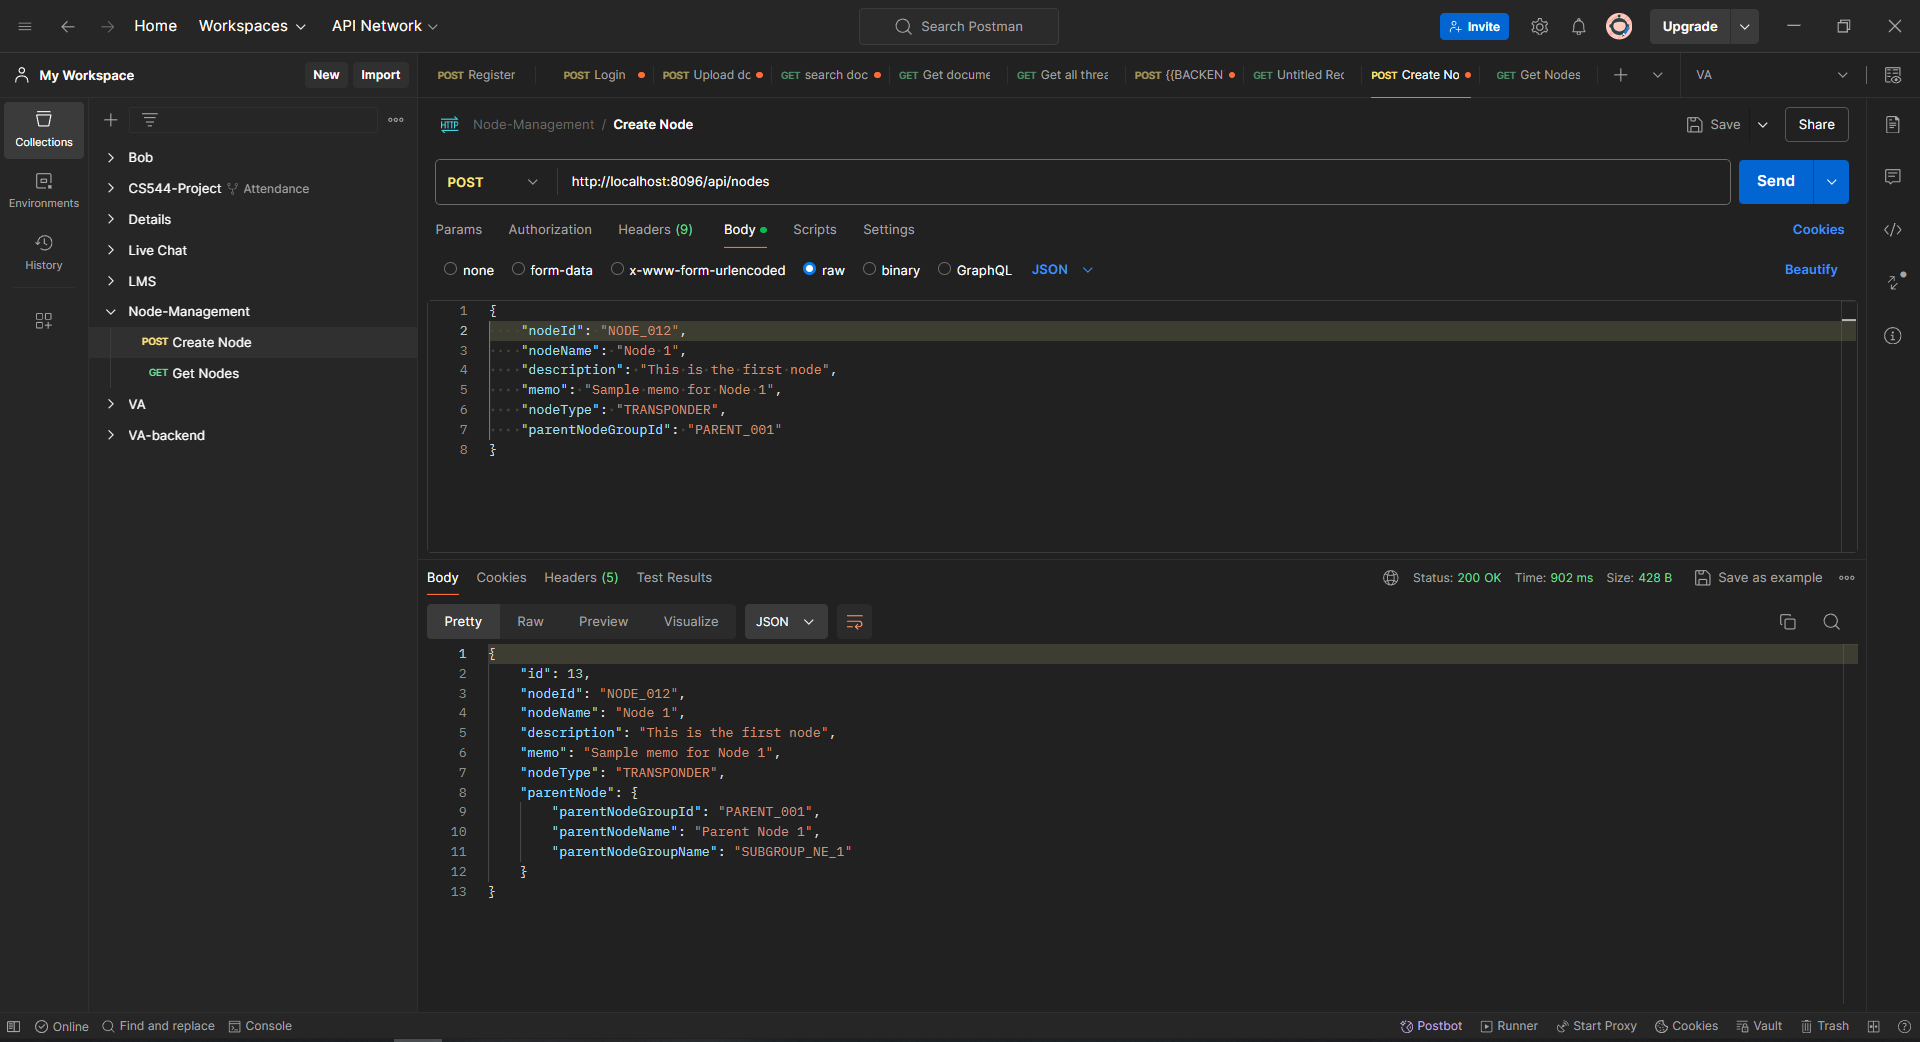 Home Workspaces API Network Search Postman Invite Upgrade
My Workspace New Import
POST Register POST Login POST Upload dc GET search doc GET Get docume GET Get all threa POST {{BACKEN GET Untitled Rec POST Create No GET Get Nodes VA
Collections
Environments
History
Bob
CS544-Project Attendance
Details
Live Chat
LMS
Node-Management
POST Create Node
GET Get Nodes
VA
VA-backend
HTTP Node-Management / Create Node Save Share
POST http://localhost:8096/api/nodes Send
Params Authorization Headers (9) Body Scripts Settings Cookies
none form-data x-www-form-urlencoded raw binary GraphQL JSON Beautify
1 {
2 "nodeId": "NODE_012",
3 "nodeName": "Node 1",
4 "description": "This is the first node",
5 "memo": "Sample memo for Node 1",
6 "nodeType": "TRANSPONDER",
7 "parentNodeGroupId": "PARENT_001"
8 }
Body Cookies Headers (5) Test Results Status: 200 OK Time: 902 ms Size: 428 B Save as example
Pretty Raw Preview Visualize JSON
1 {
2 "id": 13,
3 "nodeId": "NODE_012",
4 "nodeName": "Node 1",
5 "description": "This is the first node",
6 "memo": "Sample memo for Node 1",
7 "nodeType": "TRANSPONDER",
8 "parentNode": {
9 "parentNodeGroupId": "PARENT_001",
10 "parentNodeName": "Parent Node 1",
11 "parentNodeGroupName": "SUBGROUP_NE_1"
12 }
13 }
Online Find and replace Console Postbot Runner Start Proxy Cookies Vault Trash